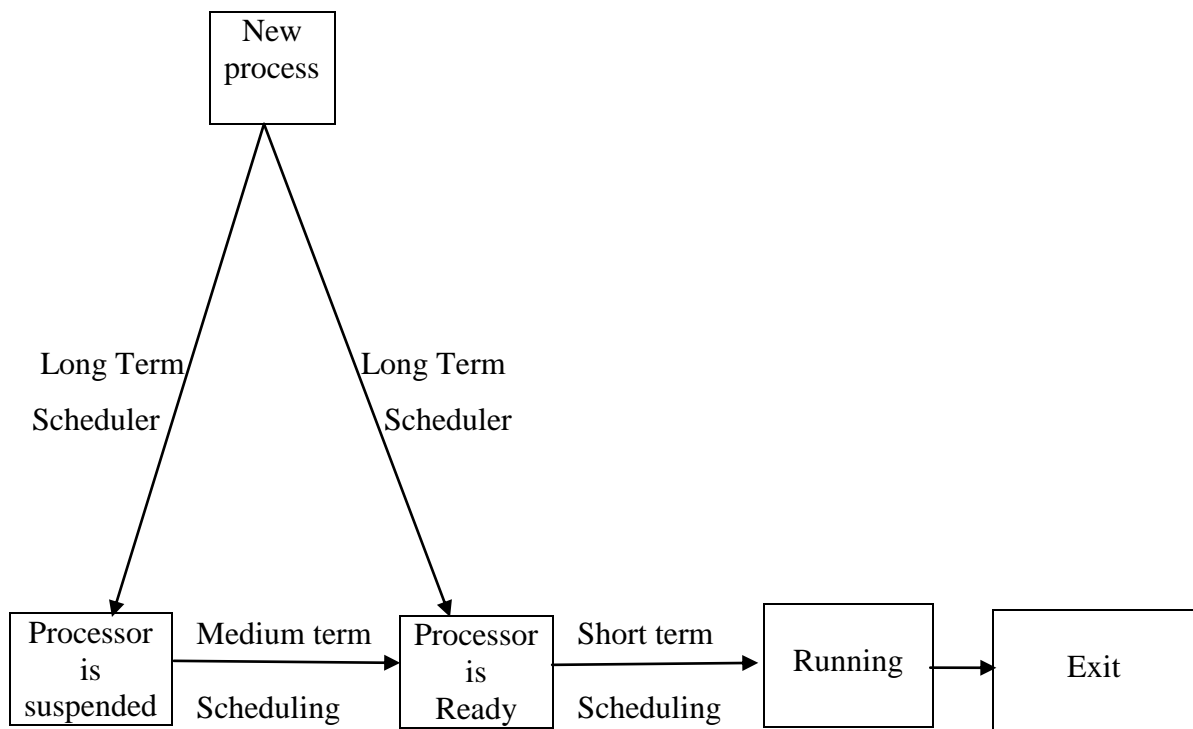 New
process
Long Term
Scheduler
Long Term
Scheduler
Processor
is
suspended
Medium term
Scheduling
Processor
is
Ready
Short term
Scheduling
Running
Exit